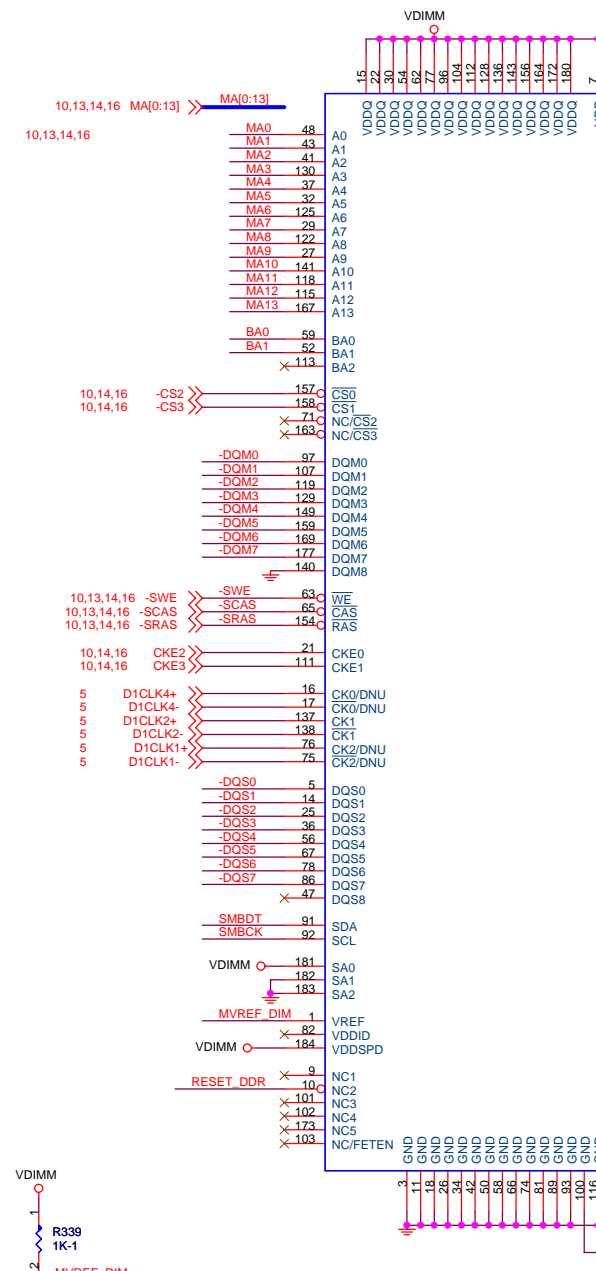 VDIMM
15 22 30 54 62 77 96 104 112 128 136 143 156 164 172 180 7
VDDQ VDDQ VDDQ VDDQ VDDQ VDDQ VDDQ VDDQ VDDQ VDDQ VDDQ VDDQ VDDQ VDDQ VDDQ VDDQ
10,13,14,16 MA[0:13] MA[0:13]
10,13,14,16
MA0 48 A0
MA1 43 A1
MA2 41 A2
MA3 130 A3
MA4 37 A4
MA5 32 A5
MA6 125 A6
MA7 29 A7
MA8 122 A8
MA9 27 A9
MA10 141 A10
MA11 118 A11
MA12 115 A12
MA13 167 A13
BA0 59 BA0
BA1 52 BA1
113 BA2
10,14,16 -CS2 157 CS0
10,14,16 -CS3 158 CS1
71 NC/CS2
163 NC/CS3
-DQM0 97 DQM0
-DQM1 107 DQM1
-DQM2 119 DQM2
-DQM3 129 DQM3
-DQM4 149 DQM4
-DQM5 159 DQM5
-DQM6 169 DQM6
-DQM7 177 DQM7
140 DQM8
10,13,14,16 -SWE -SWE 63 WE
10,13,14,16 -SCAS -SCAS 65 CAS
10,13,14,16 -SRAS -SRAS 154 RAS
10,14,16 CKE2 21 CKE0
10,14,16 CKE3 111 CKE1
5 D1CLK4+ 16 CK0/DNU
5 D1CLK4- 17 CK0/DNU
5 D1CLK2+ 137 CK1
5 D1CLK2- 138 CK1
5 D1CLK1+ 76 CK2/DNU
5 D1CLK1- 75 CK2/DNU
-DQS0 5 DQS0
-DQS1 14 DQS1
-DQS2 25 DQS2
-DQS3 36 DQS3
-DQS4 56 DQS4
-DQS5 67 DQS5
-DQS6 78 DQS6
-DQS7 86 DQS7
47 DQS8
SMBDT 91 SDA
SMBCK 92 SCL
VDIMM 181 SA0
182 SA1
183 SA2
MVREF_DIM 1 VREF
82 VDDID
VDIMM 184 VDDSPD
9 NC1
RESET_DDR 10 NC2
101 NC3
102 NC4
173 NC5
103 NC/FETEN
GND GND GND GND GND GND GND GND GND GND GND GND GND GND GND
3 11 18 26 34 42 50 58 66 74 81 89 93 100 116
VDIMM
1
R339
1K-1
2
MVREF_DIM